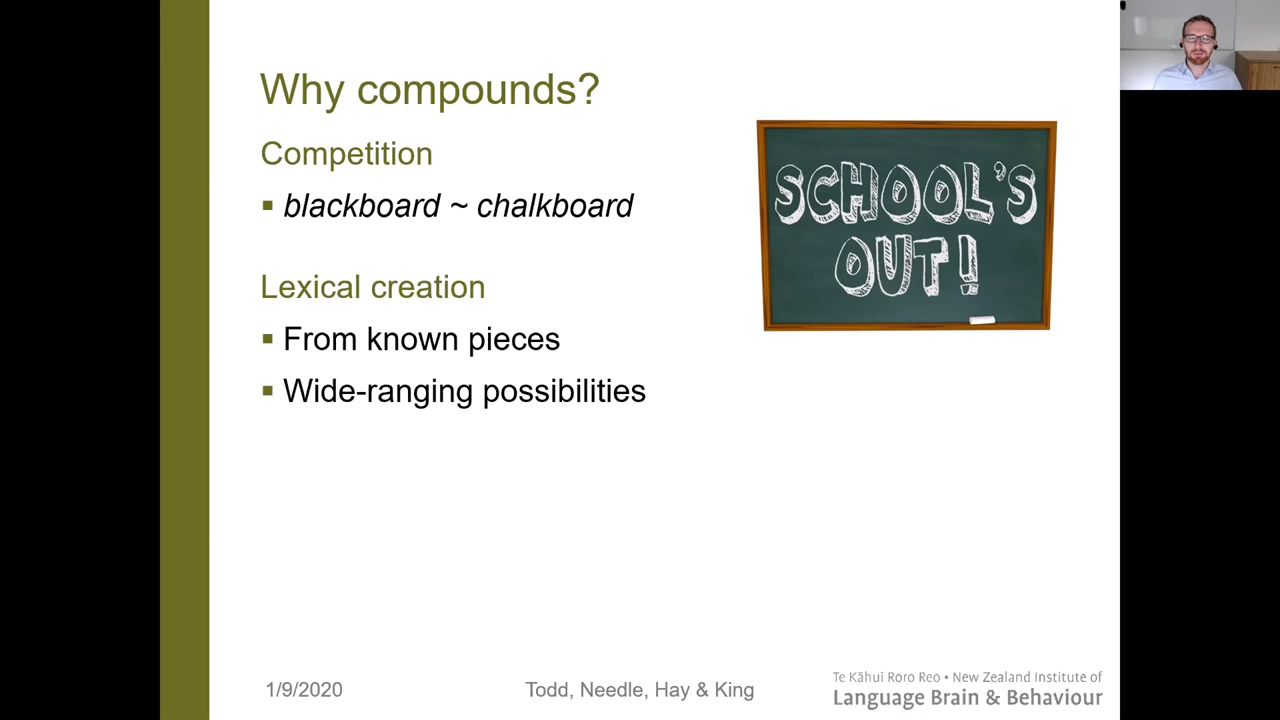 Why compounds?
Competition
blackboard ~ chalkboard
Lexical creation
From known pieces
Wide-ranging possibilities
SCHOOL'S
OUT!
1/9/2020
Todd, Needle, Hay & King
Te Kāhui Roro Reo • New Zealand Institute of
Language Brain & Behaviour